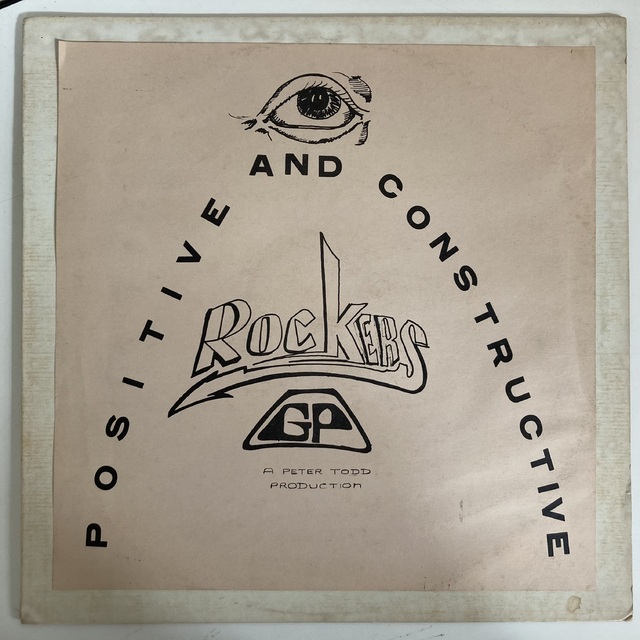 POSITIVE AND CONSTRUCTIVE
ROCKERS
GP
A PETER TODD
PRODUCTION